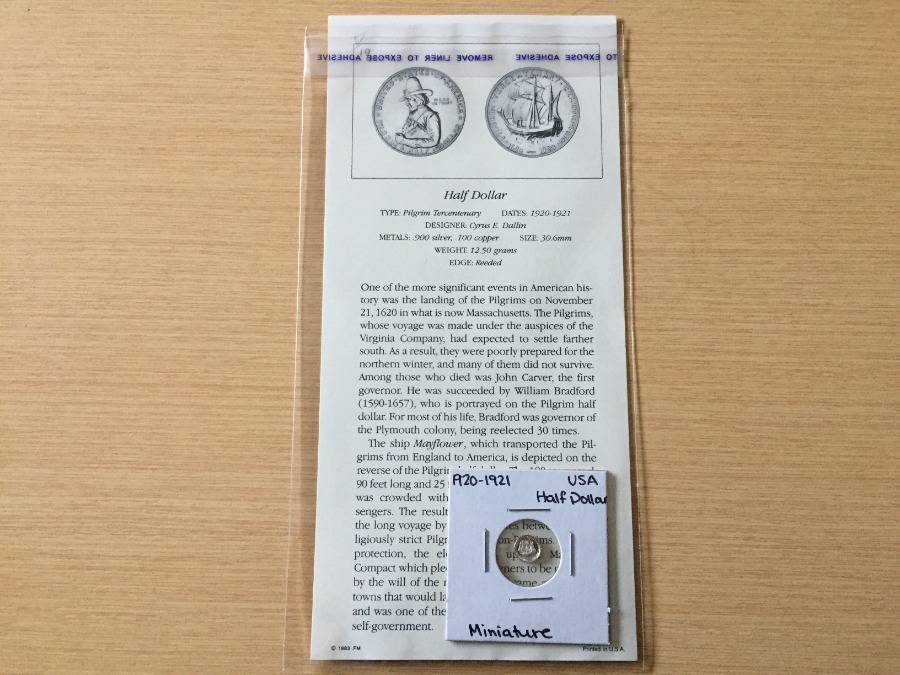 TO EXPOSE ADHESIVE REMOVE LINER TO EXPOSE ADHESIVE
Half Dollar
TYPE: Pilgrim Tercentenary DATES: 1920-1921
DESIGNER: Cyrus E. Dallin
METALS: .900 silver, .100 copper SIZE: 30.6mm
WEIGHT: 12.50 grams
EDGE: Reeded
One of the more significant events in American his-
tory was the landing of the Pilgrims on November
21, 1620 in what is now Massachusetts. The Pilgrims,
whose voyage was made under the auspices of the
Virginia Company, had expected to settle farther
south. As a result, they were poorly prepared for the
northern winter, and many of them did not survive.
Among those who died was John Carver, the first
governor. He was succeeded by William Bradford
(1590-1657), who is portrayed on the Pilgrim half
dollar. For most of his life, Bradford was governor of
the Plymouth colony, being reelected 30 times.
The ship Mayflower, which transported the Pil-
grims from England to America, is depicted on the
reverse of the Pilgrim
90 feet long and 25
was crowded with
sengers. The result
the long voyage by
ligiously strict Pilgr
protection, the el
Compact which ple
by the will of the
towns that would la
and was one of the
self-government.
© 1983 FM
Printed in U.S.A.
1920-1921 USA
Half Dollar
Miniature